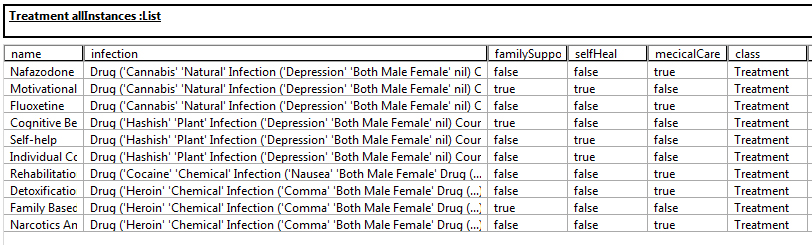 Treatment allInstances :List
name infection familySuppo selfHeal mecicalCare class
Nafazodone Drug ('Cannabis' 'Natural' Infection ('Depression' 'Both Male Female' nil) C false false true Treatment
Motivational Drug ('Cannabis' 'Natural' Infection ('Depression' 'Both Male Female' nil) C true true false Treatment
Fluoxetine Drug ('Cannabis' 'Natural' Infection ('Depression' 'Both Male Female' nil) C false false true Treatment
Cognitive Be Drug ('Hashish' 'Plant' Infection ('Depression' 'Both Male Female' nil) Cour true false false Treatment
Self-help Drug ('Hashish' 'Plant' Infection ('Depression' 'Both Male Female' nil) Cour false true false Treatment
Individual Cc Drug ('Hashish' 'Plant' Infection ('Depression' 'Both Male Female' nil) Cour false true false Treatment
Rehabilitatio Drug ('Cocaine' 'Chemical' Infection ('Nausea' 'Both Male Female' Drug (... false false true Treatment
Detoxificatio Drug ('Heroin' 'Chemical' Infection ('Comma' 'Both Male Female' Drug (...) false false true Treatment
Family Based Drug ('Heroin' 'Chemical' Infection ('Comma' 'Both Male Female' Drug (...) true false false Treatment
Narcotics An Drug ('Heroin' 'Chemical' Infection ('Comma' 'Both Male Female' Drug (...) false false true Treatment